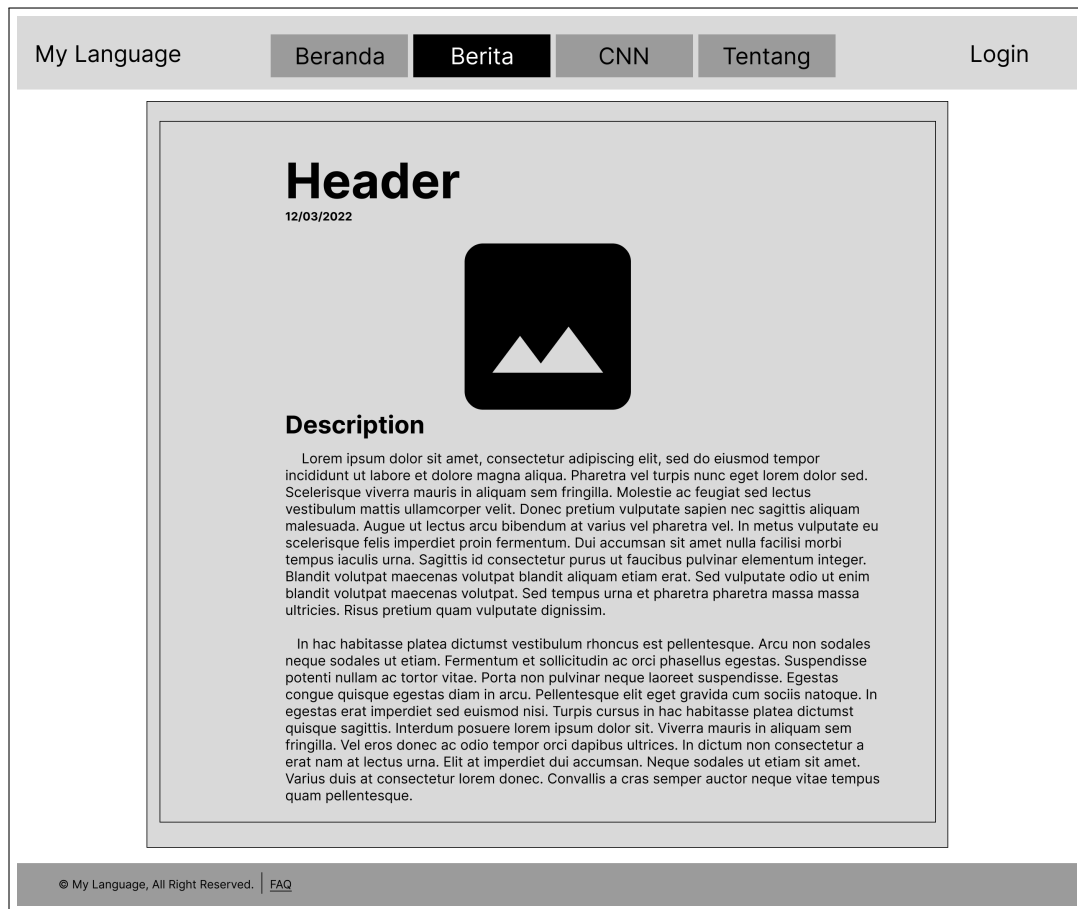 My Language
Beranda
Berita
CNN
Tentang
Login
Header
12/03/2022
Description
Lorem ipsum dolor sit amet, consectetur adipiscing elit, sed do eiusmod tempor
incididunt ut labore et dolore magna aliqua. Pharetra vel turpis nunc eget lorem dolor sed.
Scelerisque viverra mauris in aliquam sem fringilla. Molestie ac feugiat sed lectus
vestibulum mattis ullamcorper velit. Donec pretium vulputate sapien nec sagittis aliquam
malesuada. Augue ut lectus arcu bibendum at varius vel pharetra vel. In metus vulputate eu
scelerisque felis imperdiet proin fermentum. Dui accumsan sit amet nulla facilisi morbi
tempus iaculis urna. Sagittis id consectetur purus ut faucibus pulvinar elementum integer.
Blandit volutpat maecenas volutpat blandit aliquam etiam erat. Sed vulputate odio ut enim
blandit volutpat maecenas volutpat. Sed tempus urna et pharetra pharetra massa massa
ultricies. Risus pretium quam vulputate dignissim.
In hac habitasse platea dictumst vestibulum rhoncus est pellentesque. Arcu non sodales
neque sodales ut etiam. Fermentum et sollicitudin ac orci phasellus egestas. Suspendisse
potenti nullam ac tortor vitae. Porta non pulvinar neque laoreet suspendisse. Egestas
congue quisque egestas diam in arcu. Pellentesque elit eget gravida cum sociis natoque. In
egestas erat imperdiet sed euismod nisi. Turpis cursus in hac habitasse platea dictumst
quisque sagittis. Interdum posuere lorem ipsum dolor sit. Viverra mauris in aliquam sem
fringilla. Vel eros donec ac odio tempor orci dapibus ultrices. In dictum non consectetur a
erat nam at lectus urna. Elit at imperdiet dui accumsan. Neque sodales ut etiam sit amet.
Varius duis at consectetur lorem donec. Convallis a cras semper auctor neque vitae tempus
quam pellentesque.
© My Language, All Right Reserved.
FAQ